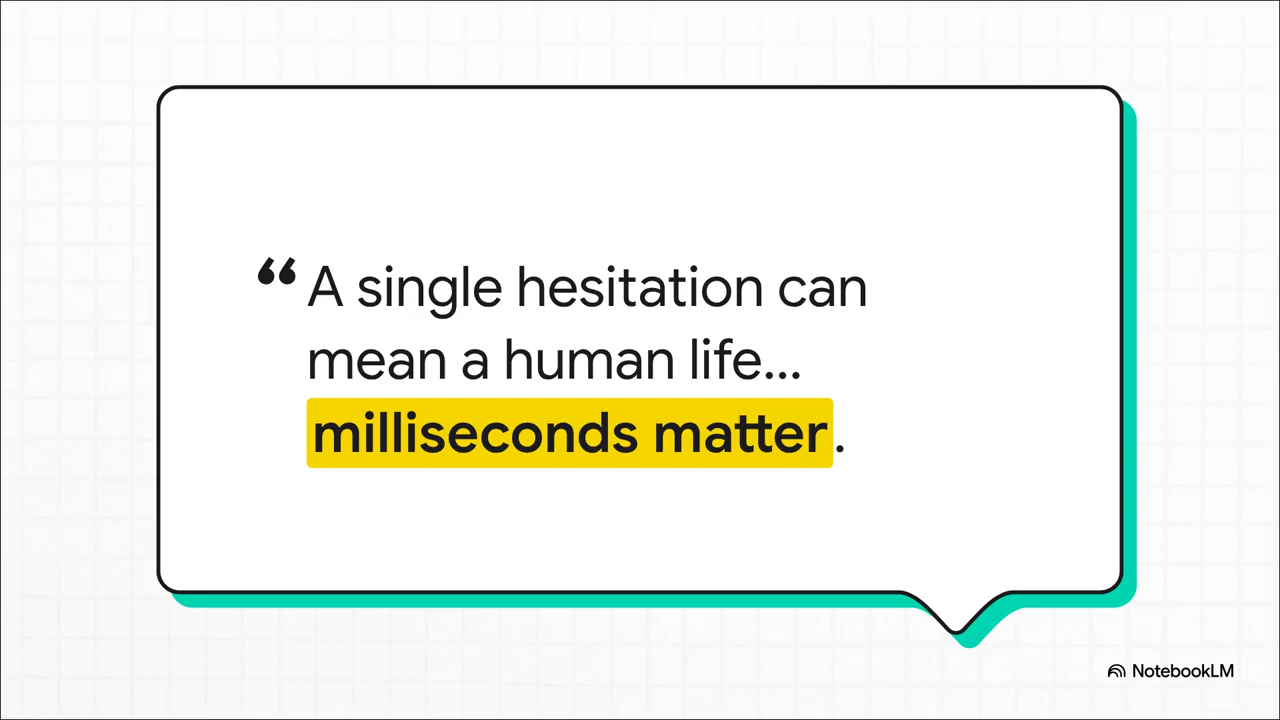 “A single hesitation can
mean a human life...
milliseconds matter.
NotebookLM